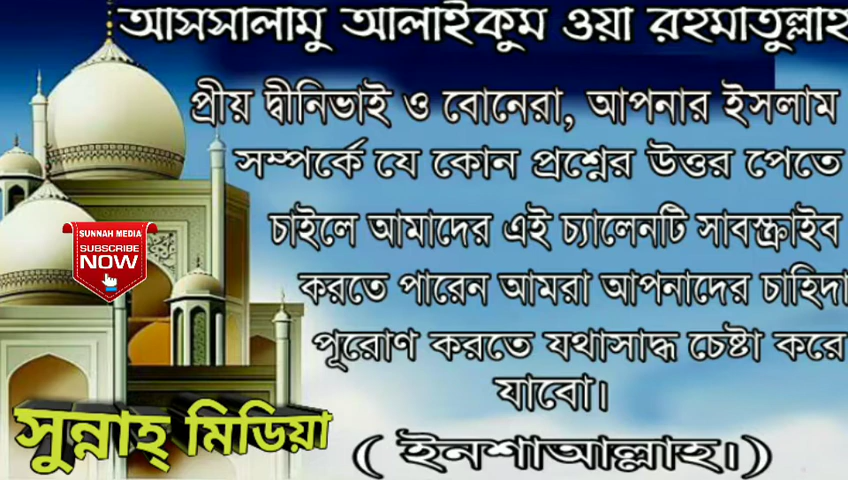 আসসালামু আলাইকুম ওয়া রহমাতুল্লাহ
প্রীয় দ্বীনিভাই ও বোনেরা, আপনার ইসলাম
সম্পর্কে যে কোন প্রশ্নের উত্তর পেতে
চাইলে আমাদের এই চ্যালেনটি সাবস্ক্রাইব
করতে পারেন আমরা আপনাদের চাহিদা
পূরোণ করতে যথাসাদ্ধ চেষ্টা করে
যাবো।
( ইনশাআল্লাহ।)
SUNNAH MEDIA
SUBSCRIBE
NOW
সুন্নাহ্ মিডিয়া